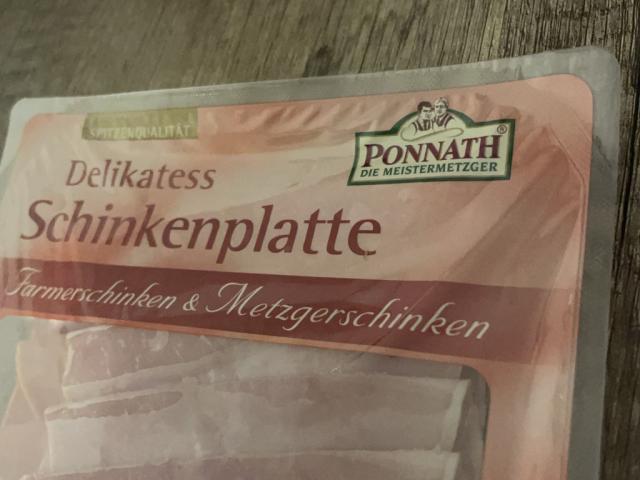 SPITZENQUALITÄT
PONNATH®
DIE MEISTERMETZGER
Delikatess
Schinkenplatte
Farmerschinken & Metzgerschinken